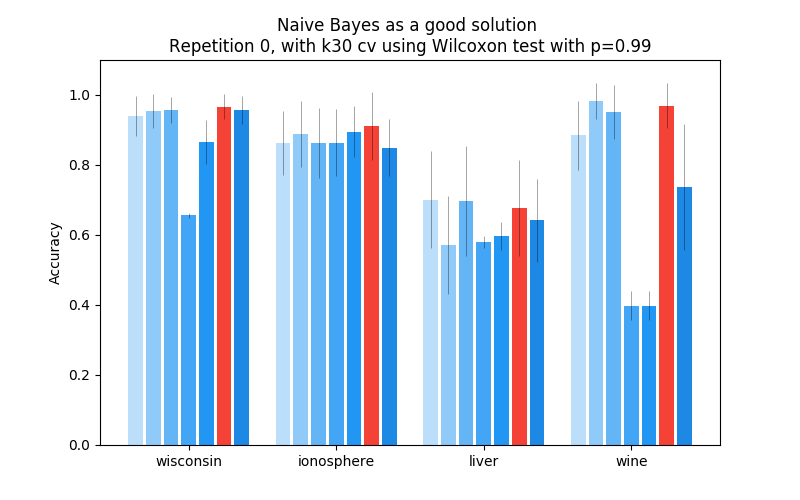 Naive Bayes as a good solution
Repetition 0, with k30 cv using Wilcoxon test with p=0.99
Accuracy
1.0
0.8
0.6
0.4
0.2
0.0
wisconsin
ionosphere
liver
wine